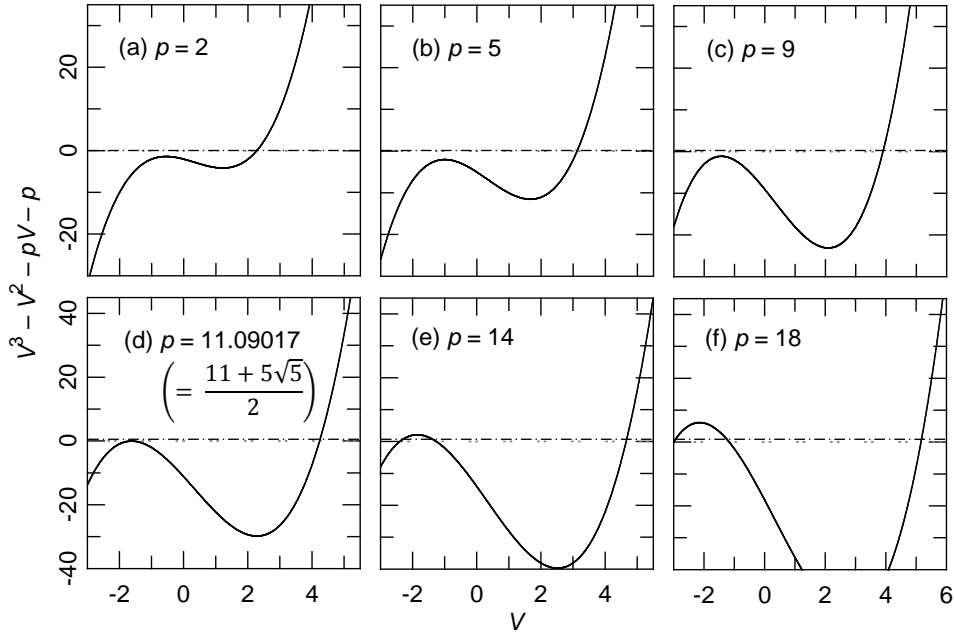 (a) p = 2
(b) p = 5
(c) p = 9
20
0
-20
V³ – V² – pV – p
(d) p = 11.09017
(= (11 + 5√5)/2)
(e) p = 14
(f) p = 18
40
20
0
-20
-40
-2 0 2 4
-2 0 2 4
-2 0 2 4 6
V